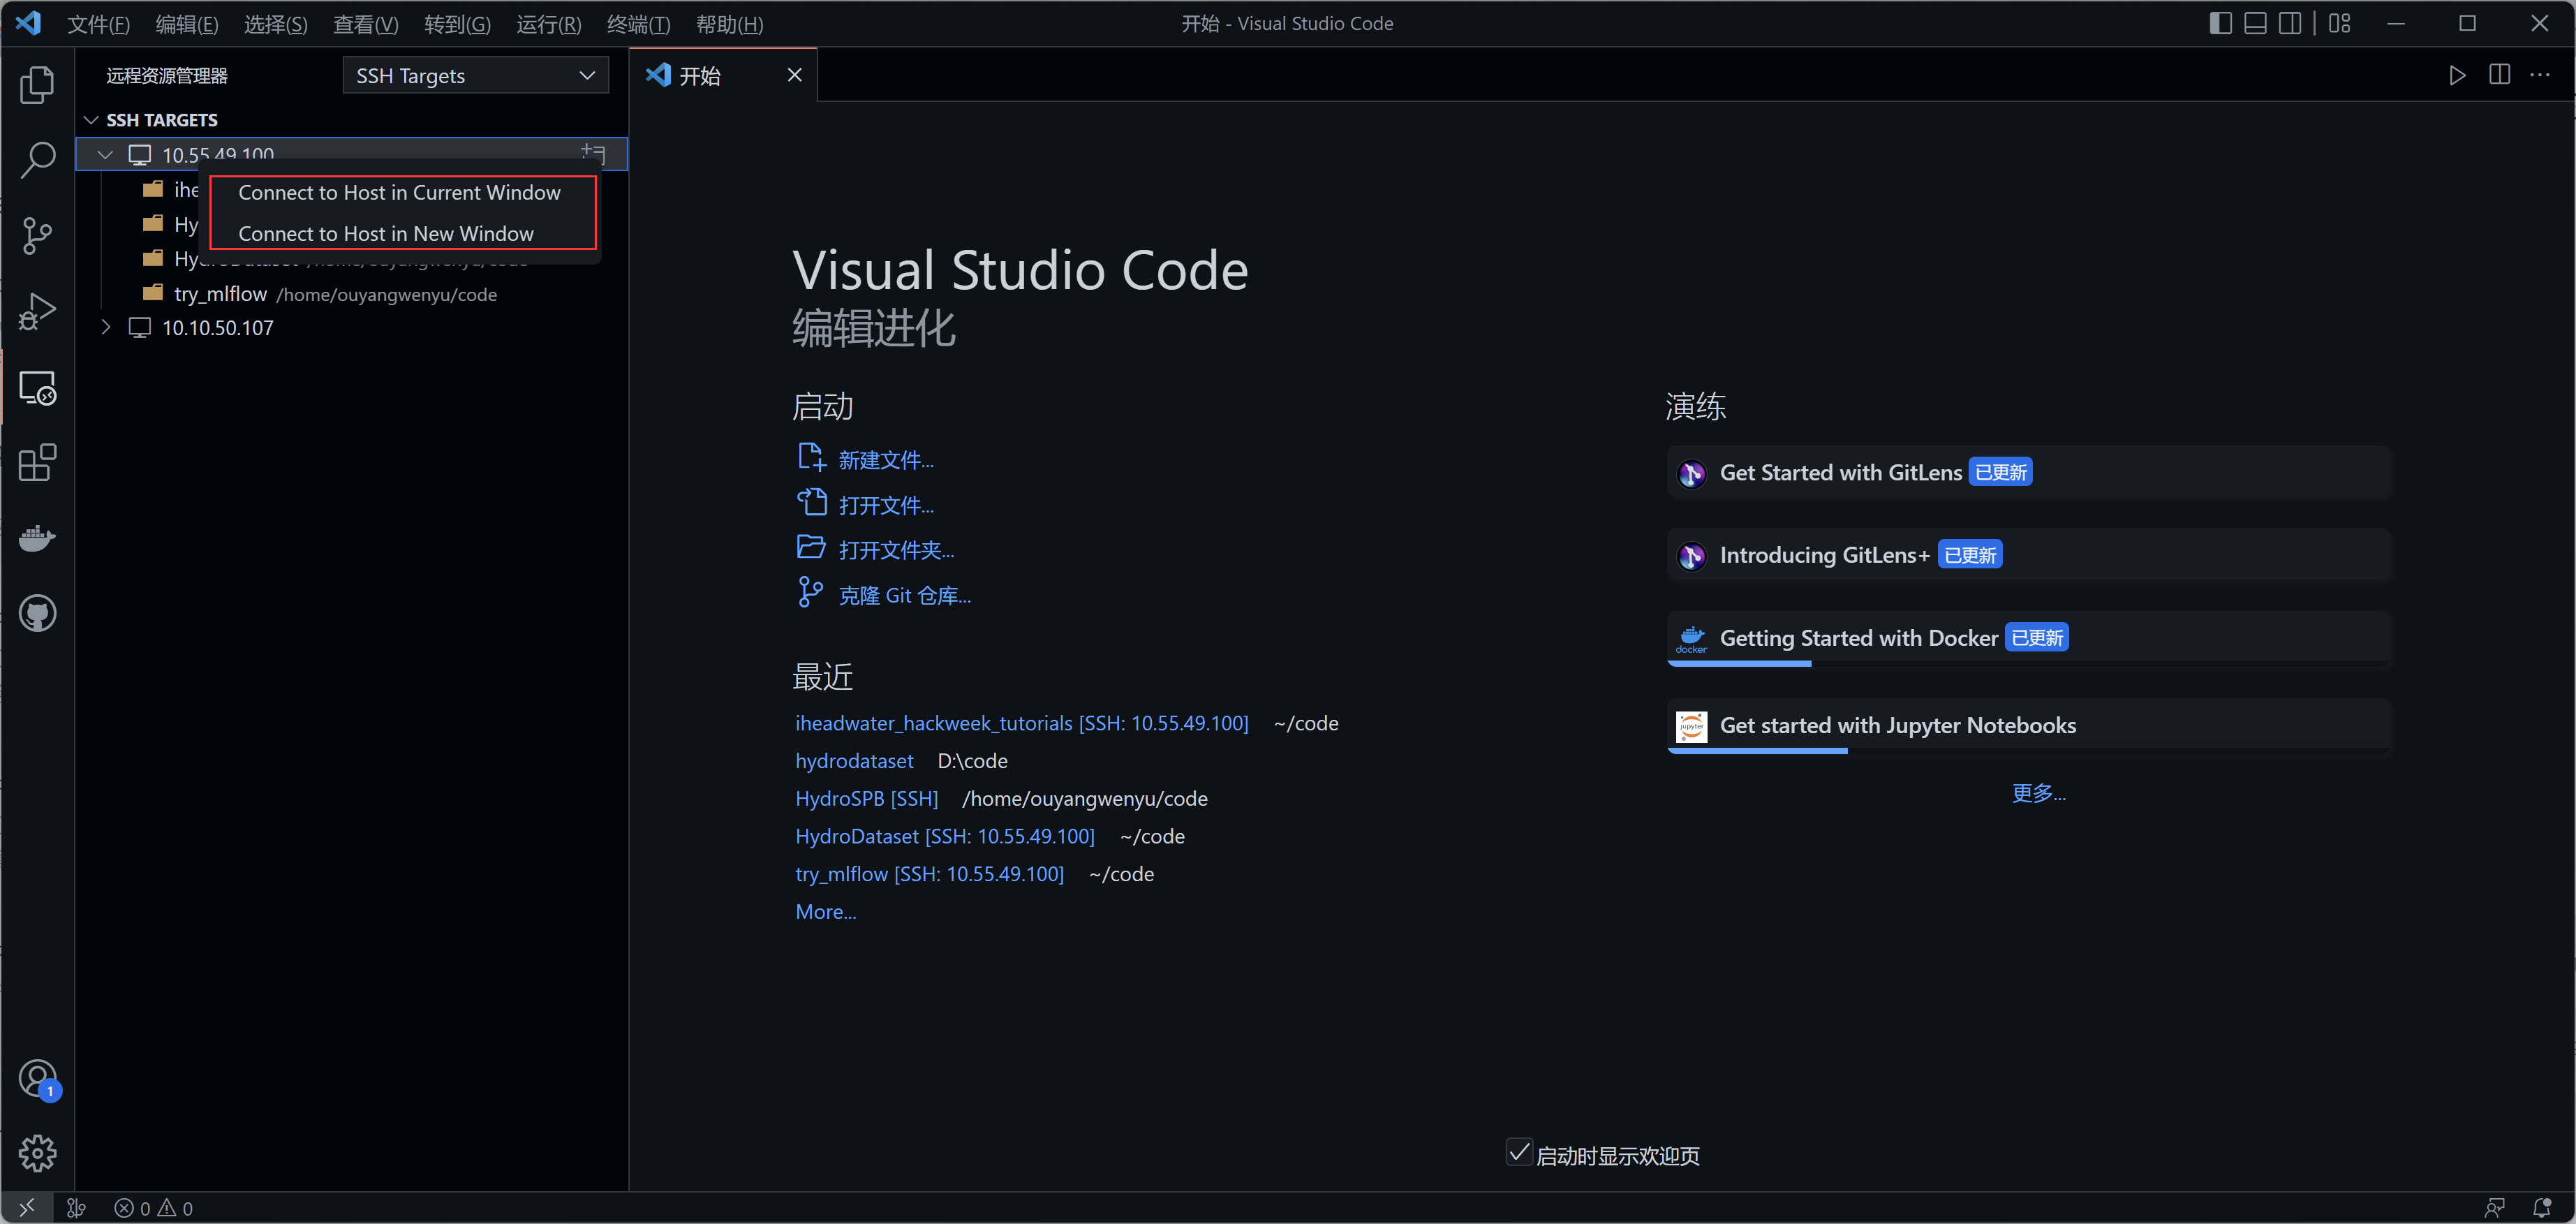 文件(F) 编辑(E) 选择(S) 查看(V) 转到(G) 运行(R) 终端(T) 帮助(H)
开始 - Visual Studio Code
远程资源管理器
SSH Targets
开始
SSH TARGETS
10.55.49.100
Connect to Host in Current Window
Connect to Host in New Window
try_mlflow /home/ouyangwenyu/code
10.10.50.107
Visual Studio Code
编辑进化
启动
新建文件...
打开文件...
打开文件夹...
克隆 Git 仓库...
最近
iheadwater_hackweek_tutorials [SSH: 10.55.49.100] ~/code
hydrodataset D:\code
HydroSPB [SSH] /home/ouyangwenyu/code
HydroDataset [SSH: 10.55.49.100] ~/code
try_mlflow [SSH: 10.55.49.100] ~/code
More...
演练
Get Started with GitLens 已更新
Introducing GitLens+ 已更新
docker
Getting Started with Docker 已更新
jupyter
Get started with Jupyter Notebooks
更多...
启动时显示欢迎页
1
0 0